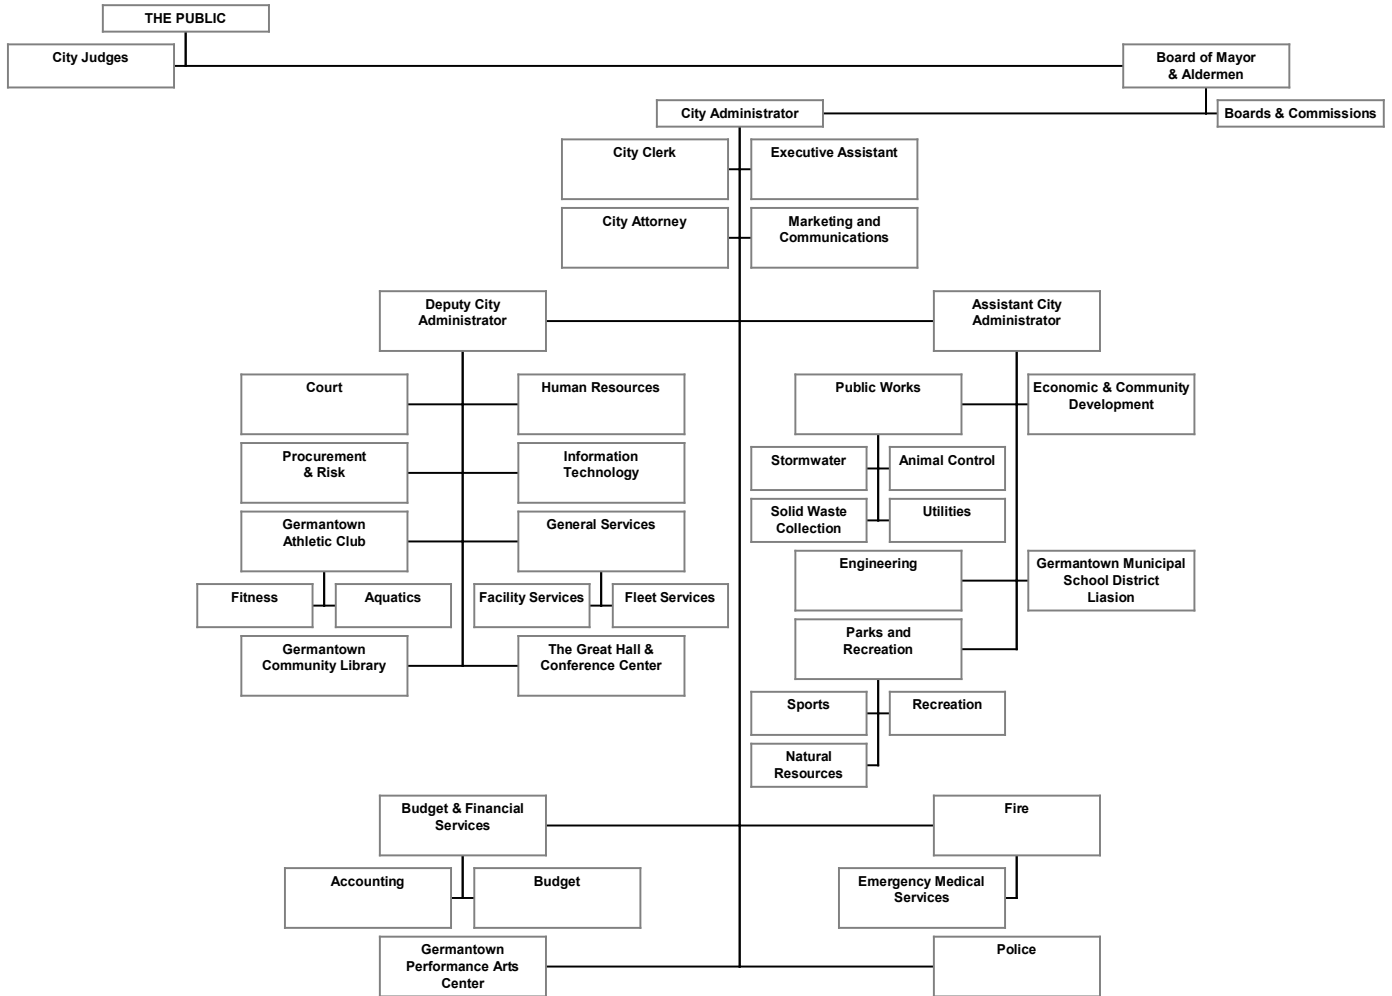 THE PUBLIC
City Judges
Board of Mayor
& Aldermen
City Administrator
Boards & Commissions
City Clerk
Executive Assistant
City Attorney
Marketing and
Communications
Deputy City
Administrator
Assistant City
Administrator
Court
Human Resources
Public Works
Economic & Community
Development
Procurement
& Risk
Information
Technology
Stormwater
Animal Control
Solid Waste
Collection
Utilities
Germantown
Athletic Club
General Services
Engineering
Germantown Municipal
School District
Liasion
Fitness
Aquatics
Facility Services
Fleet Services
Germantown
Community Library
The Great Hall &
Conference Center
Parks and
Recreation
Sports
Recreation
Natural
Resources
Budget & Financial
Services
Fire
Accounting
Budget
Emergency Medical
Services
Germantown
Performance Arts
Center
Police